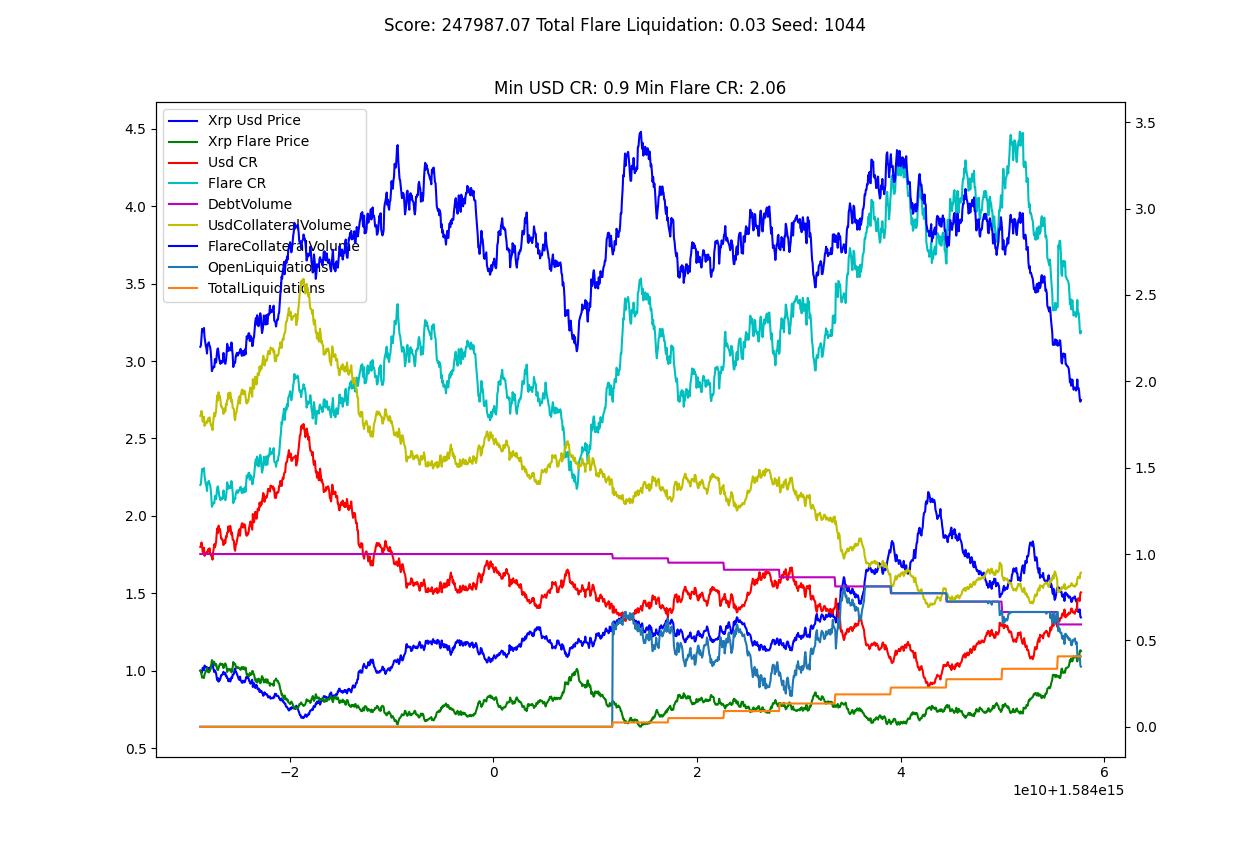 Score: 247987.07 Total Flare Liquidation: 0.03 Seed: 1044
Min USD CR: 0.9 Min Flare CR: 2.06
Xrp Usd Price
Xrp Flare Price
Usd CR
Flare CR
DebtVolume
UsdCollateralVolume
FlareCollateralVolume
OpenLiquidations
TotalLiquidations
4.5
4.0
3.5
3.0
2.5
2.0
1.5
1.0
0.5
3.5
3.0
2.5
2.0
1.5
1.0
0.5
0.0
−2 0 2 4 6
1e10+1.584e15